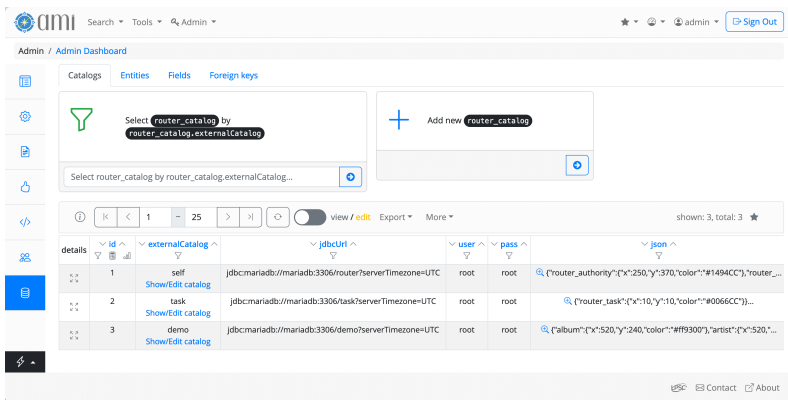 ami Search Tools Admin admin Sign Out
Admin / Admin Dashboard
Catalogs Entities Fields Foreign keys
Select router_catalog by
router_catalog.externalCatalog
Add new router_catalog
Select router_catalog by router_catalog.externalCatalog...
1 – 25 view / edit Export More shown: 3, total: 3
details id externalCatalog jdbcUrl user pass json
1 self jdbc:mariadb://mariadb:3306/router?serverTimezone=UTC root root {"router_authority":{"x":250,"y":370,"color":"#1494CC"},"router_...
Show/Edit catalog
2 task jdbc:mariadb://mariadb:3306/task?serverTimezone=UTC root root {"router_task":{"x":10,"y":10,"color":"#0066CC"}}...
Show/Edit catalog
3 demo jdbc:mariadb://mariadb:3306/demo?serverTimezone=UTC root root {"album":{"x":520,"y":240,"color":"#ff9300"},"artist":{"x":520,"...
Show/Edit catalog
Contact About